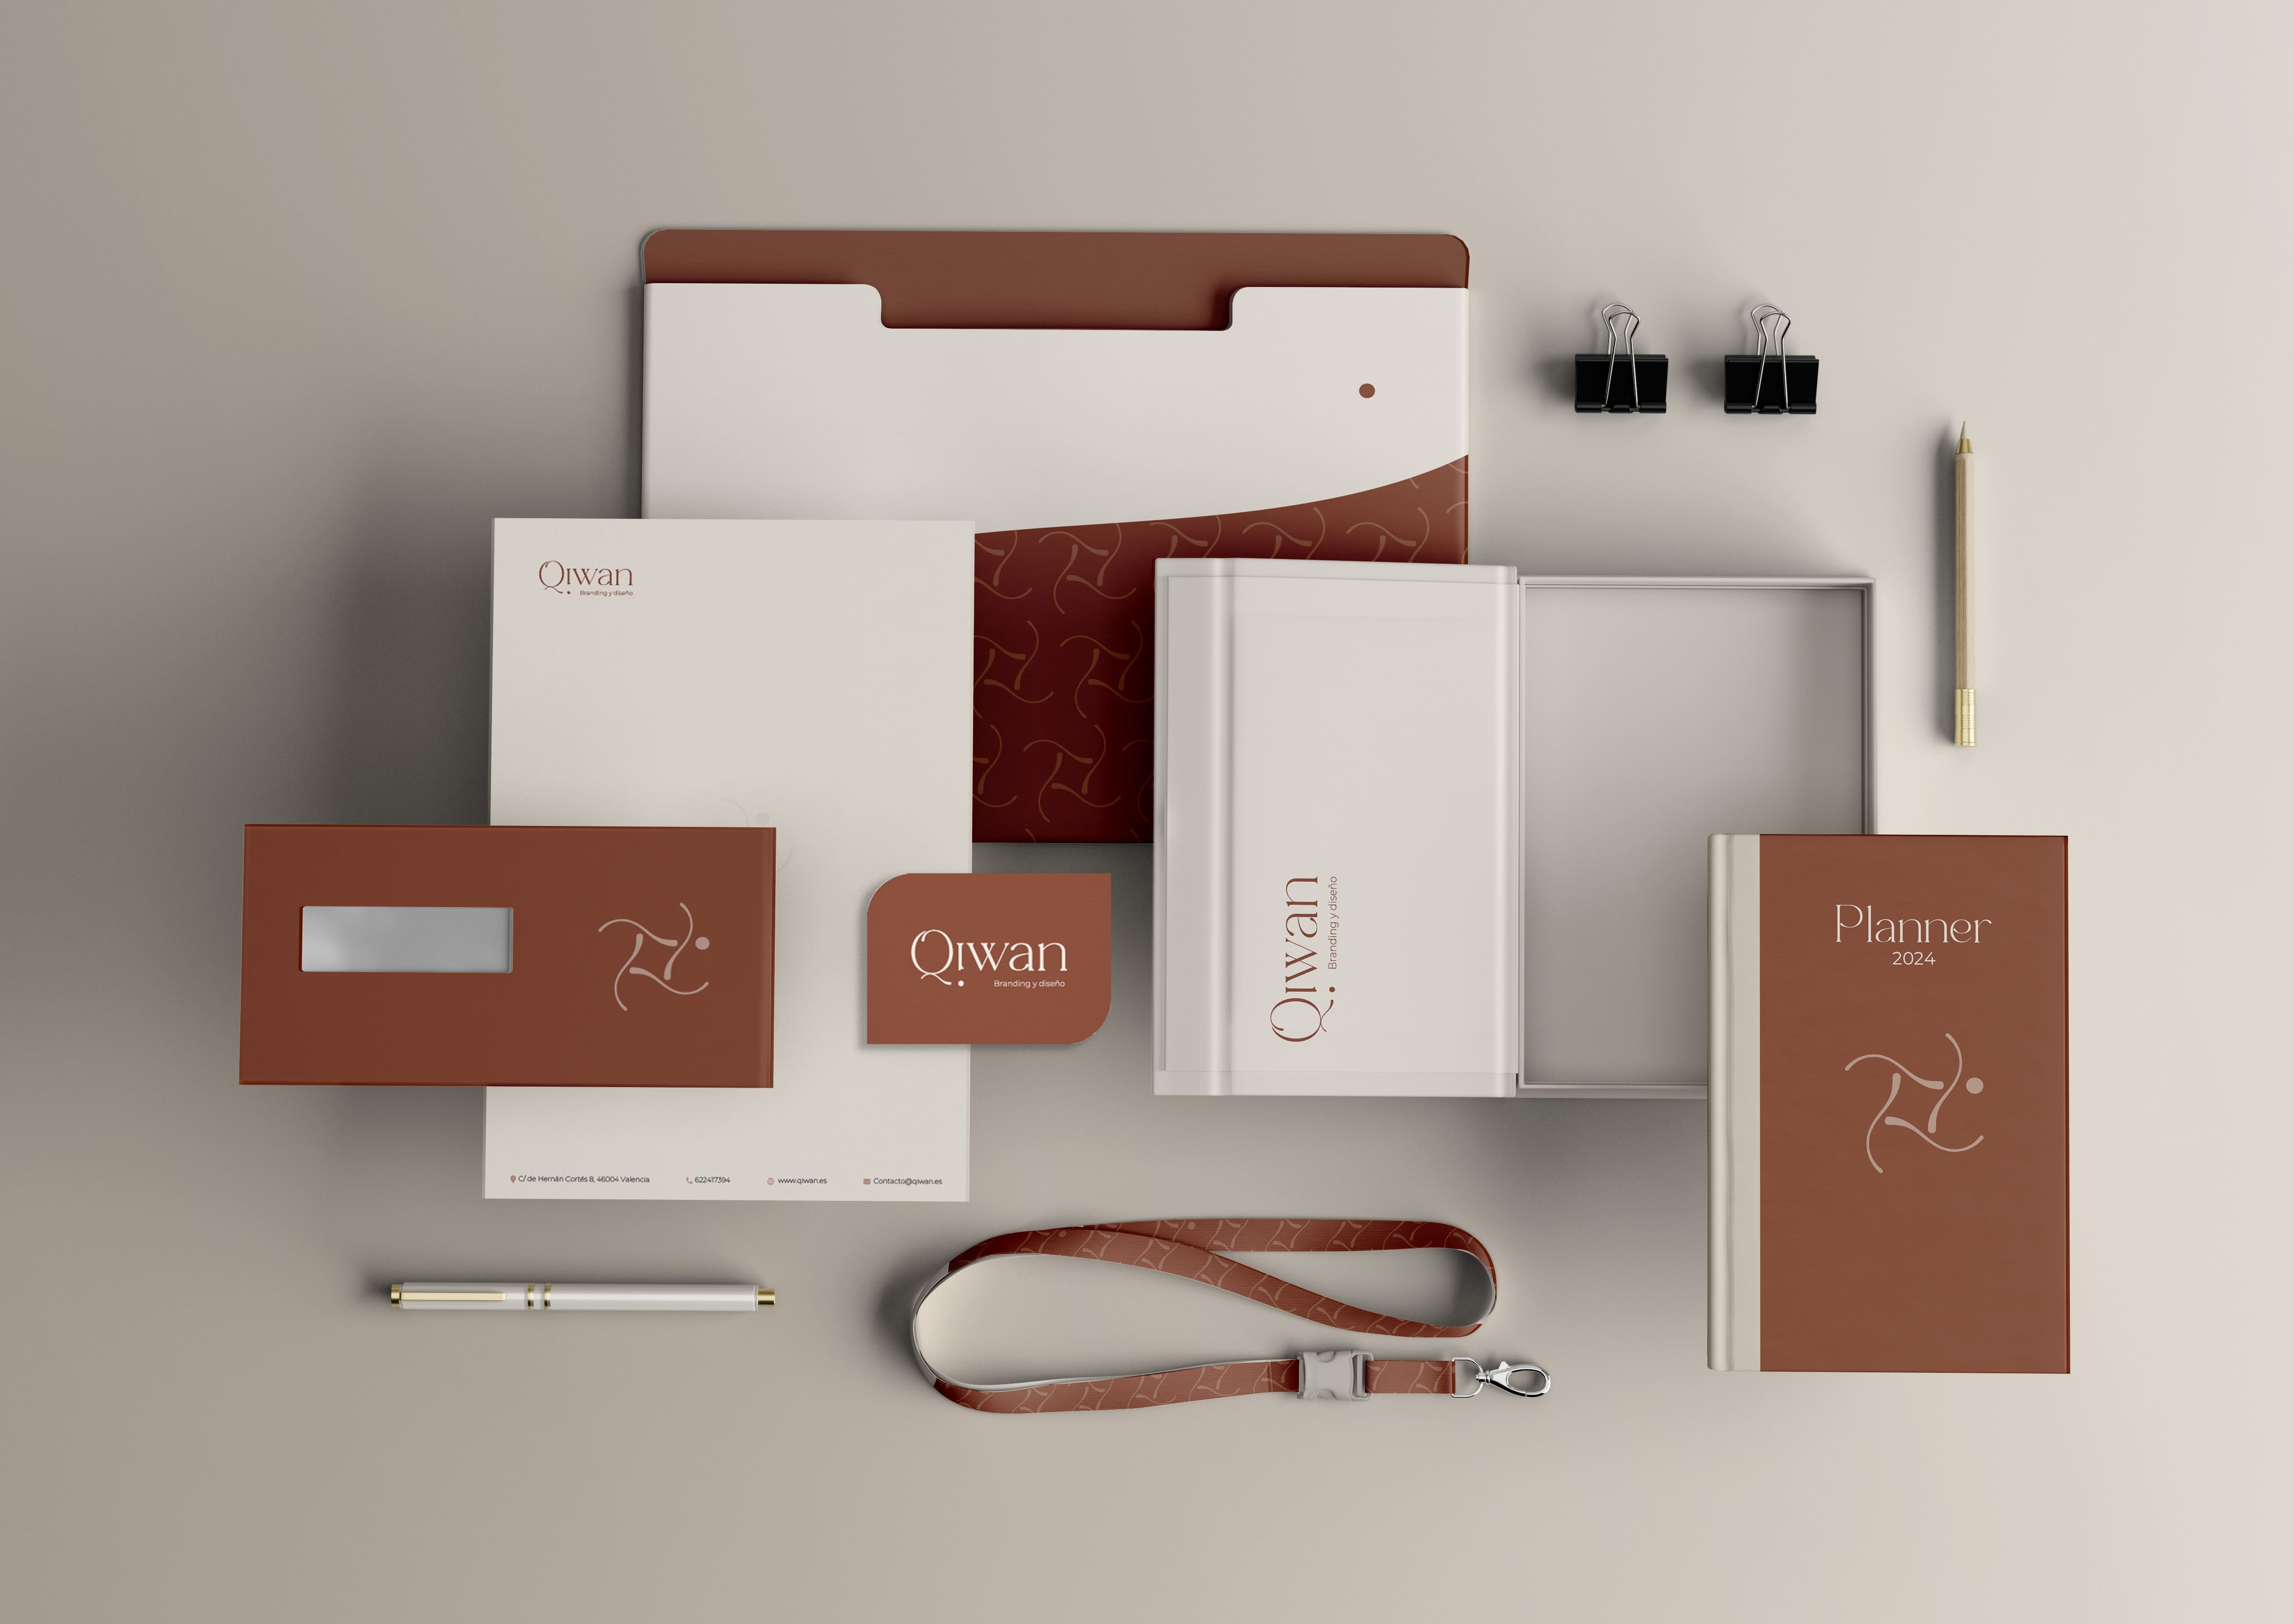 Qiwan
Branding y diseño
C/ de Hernán Cortés 8, 46004 Valencia
622417394
www.qiwan.es
Contacto@qiwan.es
Qiwan
Branding y diseño
Qiwan
Branding y diseño
Planner
2024